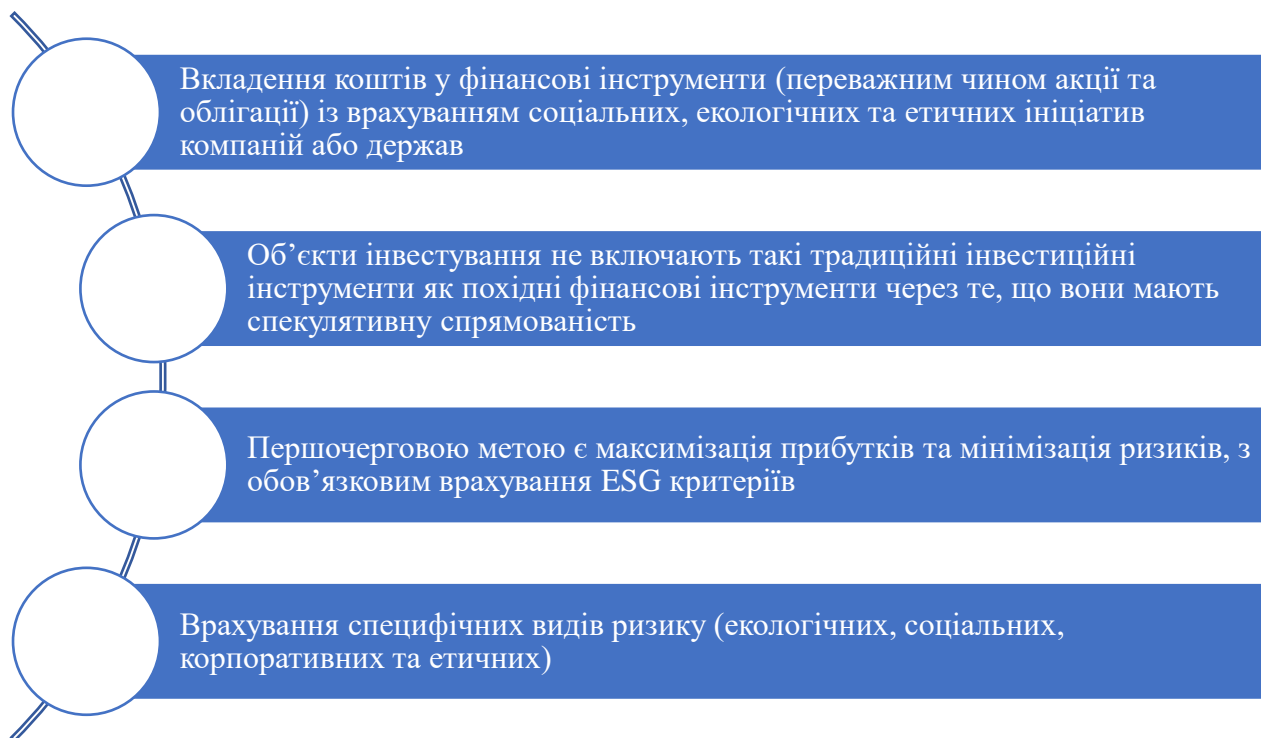 Вкладення коштів у фінансові інструменти (переважним чином акції та
облігації) із врахуванням соціальних, екологічних та етичних ініціатив
компаній або держав
Об’єкти інвестування не включають такі традиційні інвестиційні
інструменти як похідні фінансові інструменти через те, що вони мають
спекулятивну спрямованість
Першочерговою метою є максимізація прибутків та мінімізація ризиків, з
обов’язковим врахування ESG критеріїв
Врахування специфічних видів ризику (екологічних, соціальних,
корпоративних та етичних)